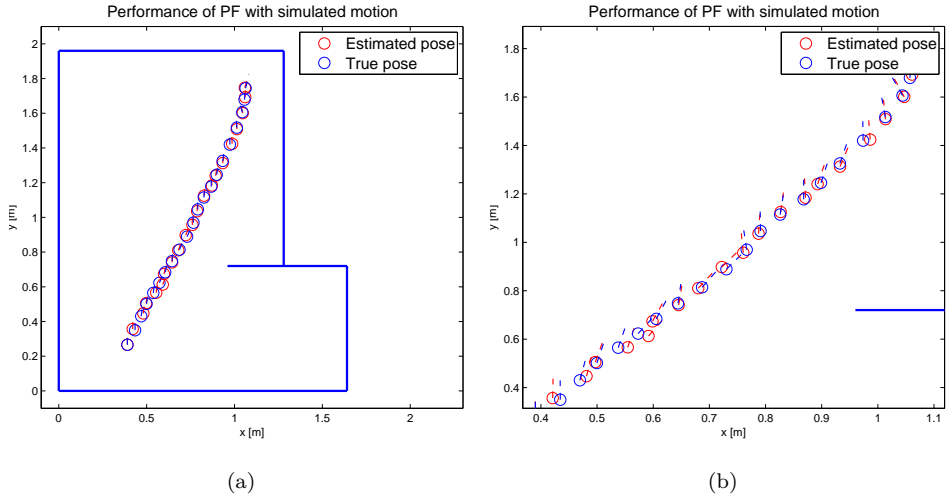 Performance of PF with simulated motion
Estimated pose
True pose
2
1.8
1.6
1.4
1.2
1
0.8
0.6
0.4
0.2
0
y [m]
0
0.5
1
1.5
2
x [m]
(a)
Performance of PF with simulated motion
Estimated pose
True pose
1.8
1.6
1.4
1.2
1
0.8
0.6
0.4
y [m]
0.4
0.5
0.6
0.7
0.8
0.9
1
1.1
x [m]
(b)